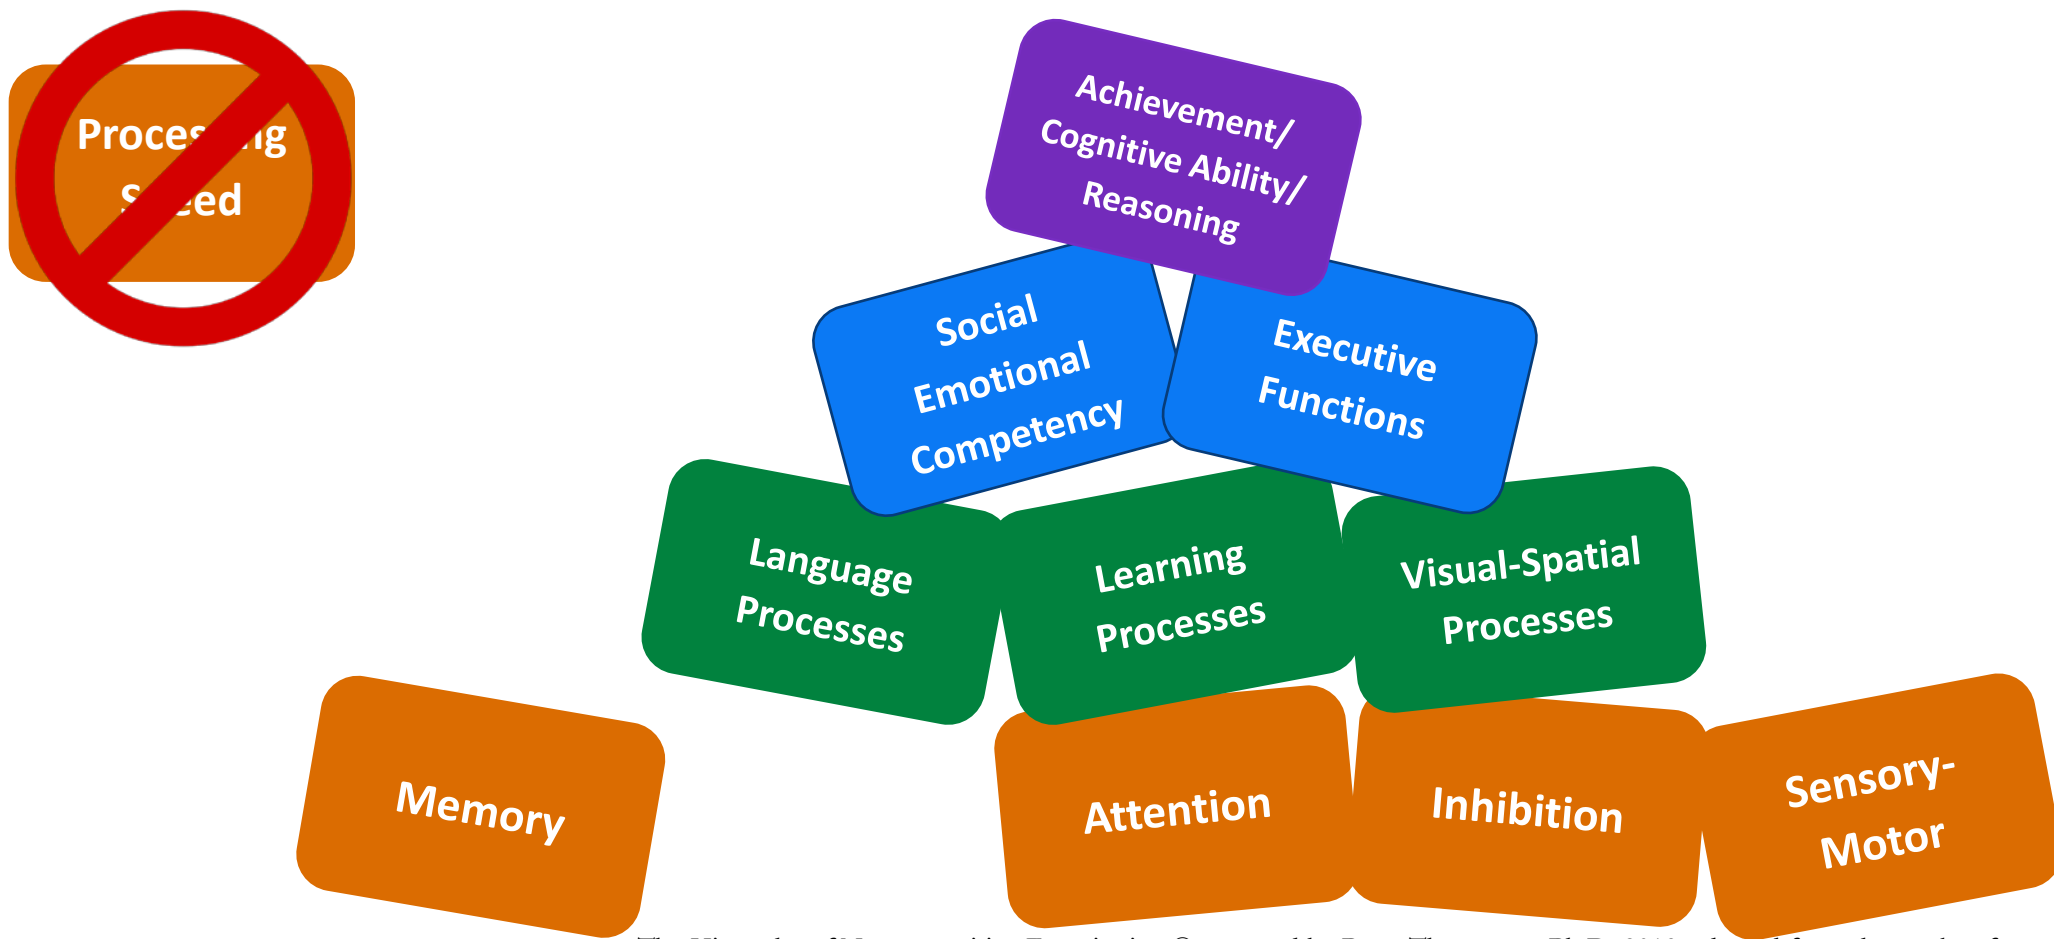 Processing
Speed
Achievement/
Cognitive Ability/
Reasoning
Social
Emotional
Competency
Executive
Functions
Language
Processes
Learning
Processes
Visual-Spatial
Processes
Memory
Attention
Inhibition
Sensory-
Motor